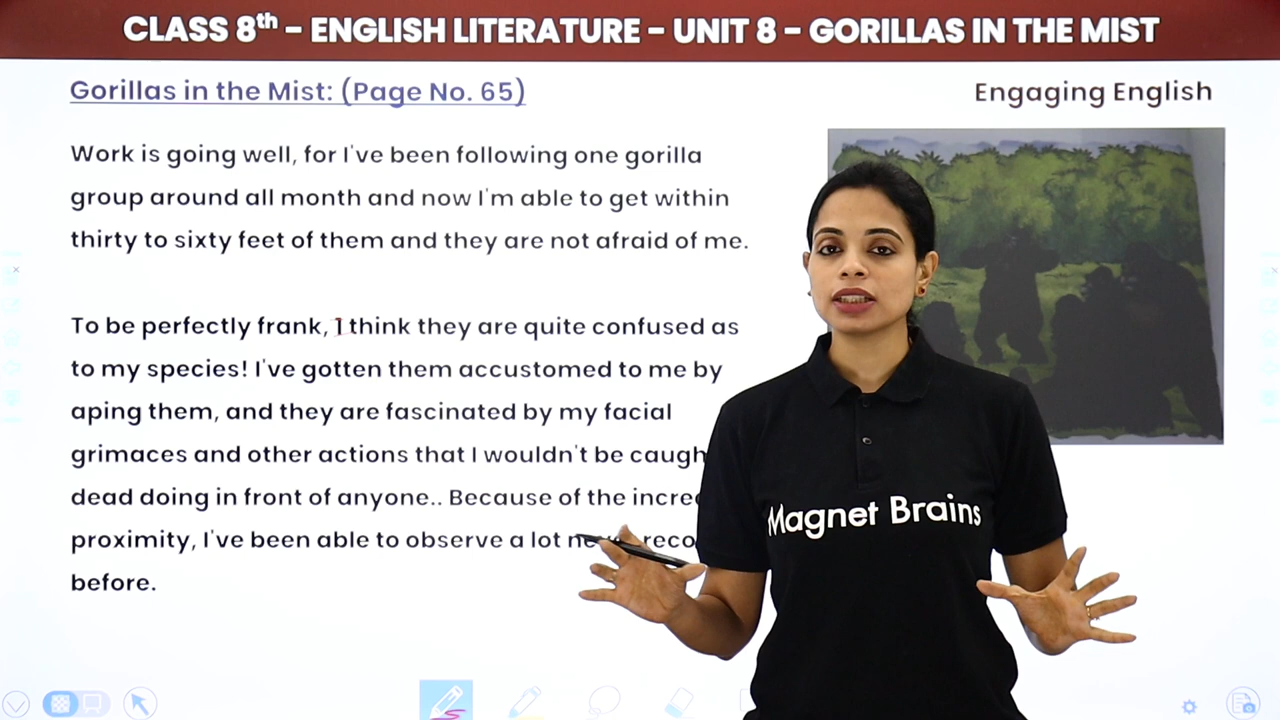 CLASS 8th - ENGLISH LITERATURE - UNIT 8 - GORILLAS IN THE MIST
Gorillas in the Mist: (Page No. 65)
Engaging English
Work is going well, for I've been following one gorilla
group around all month and now I'm able to get within
thirty to sixty feet of them and they are not afraid of me.
To be perfectly frank, I think they are quite confused as
to my species! I've gotten them accustomed to me by
aping them, and they are fascinated by my facial
grimaces and other actions that I wouldn't be
dead doing in front of anyone.. Because of the
proximity, I've been able to observe a lot
before.
Magnet Brains